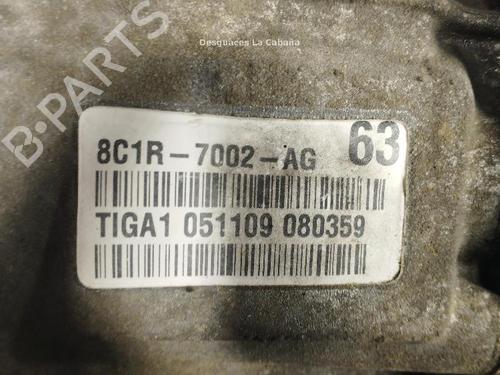 Desguaces La Cabaña
B-PARTS
8C1R-7002-AG 63
TIGA1 051109 080359